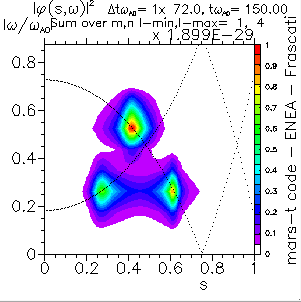 |φ(s,ω)|² Δtω_A0= 1x 72.0, tω_A0= 150.00
|ω/ω_A0| Sum over m,n l-min,l-max= 1, 4
x 1.899E-29
0.8
0.6
0.4
0.2
0
0 0.2 0.4 0.6 0.8 1
s
1
0.9
0.8
0.7
0.6
0.5
0.4
0.3
0.2
0.1
0
mars-t code - ENEA - Frascati